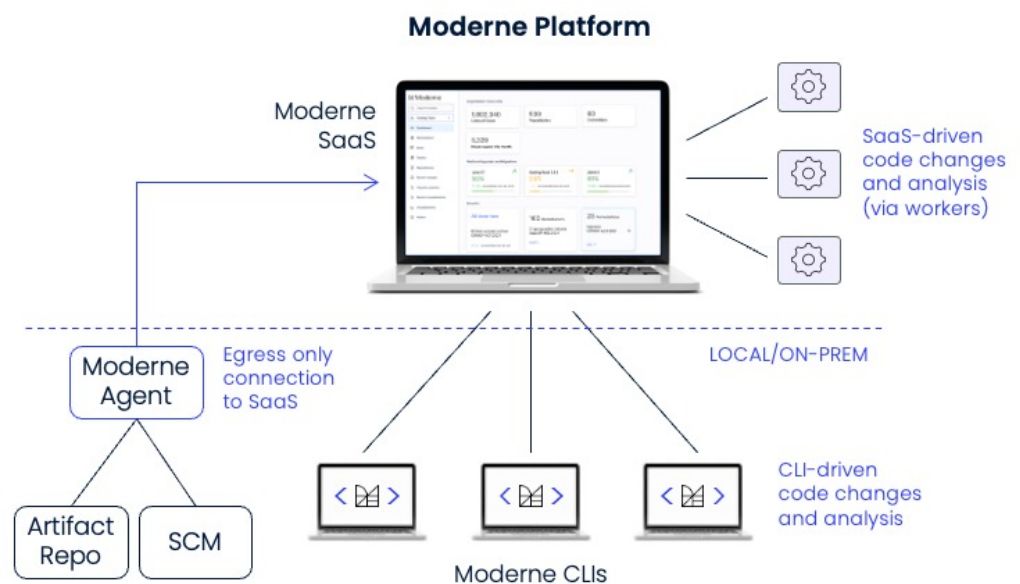 Moderne Platform
Moderne
SaaS
Moderne
SaaS-driven
code changes
and analysis
(via workers)
Egress only
connection
to SaaS
LOCAL/ON-PREM
Moderne
Agent
Artifact
Repo
SCM
< >
< >
< >
CLI-driven
code changes
and analysis
Moderne CLIs